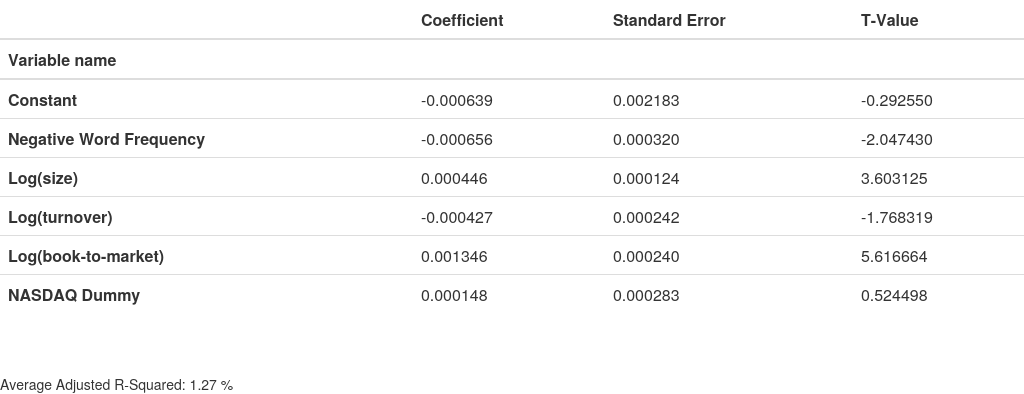 Coefficient Standard Error T-Value
Variable name
Constant -0.000639 0.002183 -0.292550
Negative Word Frequency -0.000656 0.000320 -2.047430
Log(size) 0.000446 0.000124 3.603125
Log(turnover) -0.000427 0.000242 -1.768319
Log(book-to-market) 0.001346 0.000240 5.616664
NASDAQ Dummy 0.000148 0.000283 0.524498
Average Adjusted R-Squared: 1.27 %